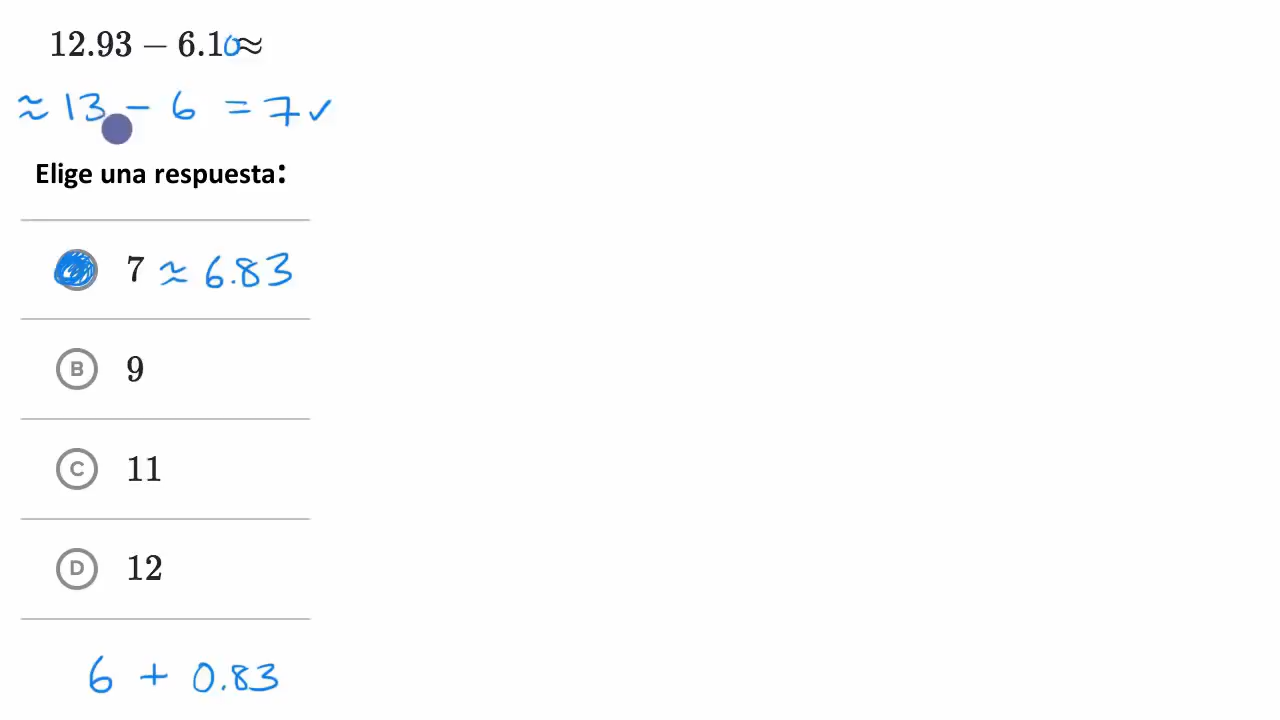 12.93 − 6.10≈
≈ 13 − 6 = 7 ✓
Elige una respuesta:
7 ≈ 6.83
B 9
C 11
D 12
6 + 0.83